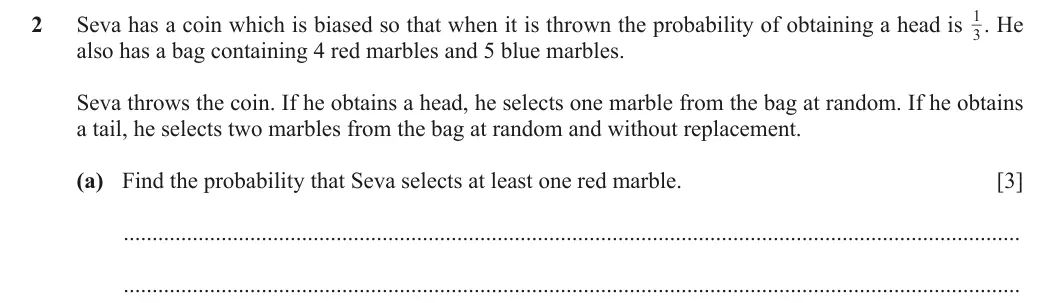 2 Seva has a coin which is biased so that when it is thrown the probability of obtaining a head is 1/3. He
also has a bag containing 4 red marbles and 5 blue marbles.
Seva throws the coin. If he obtains a head, he selects one marble from the bag at random. If he obtains
a tail, he selects two marbles from the bag at random and without replacement.
(a) Find the probability that Seva selects at least one red marble. [3]